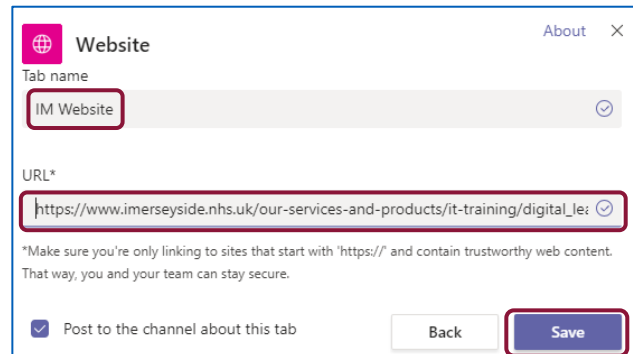 About
Website
Tab name
IM Website
URL*
https://www.imerseyside.nhs.uk/our-services-and-products/it-training/digital_lea
*Make sure you're only linking to sites that start with 'https://' and contain trustworthy web content.
That way, you and your team can stay secure.
Post to the channel about this tab
Back
Save